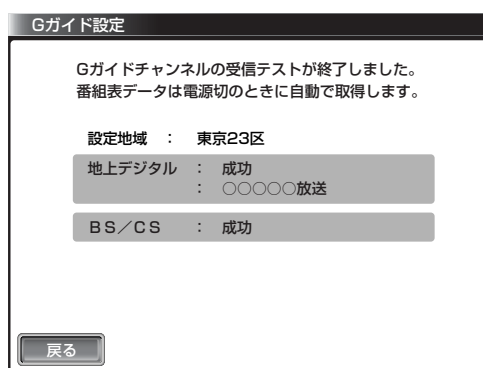 Gガイド設定
Gガイドチャンネルの受信テストが終了しました。
番組表データは電源切のときに自動で取得します。
設定地域 ： 東京23区
地上デジタル ： 成功
： ○○○○○放送
BS／CS ： 成功
戻る